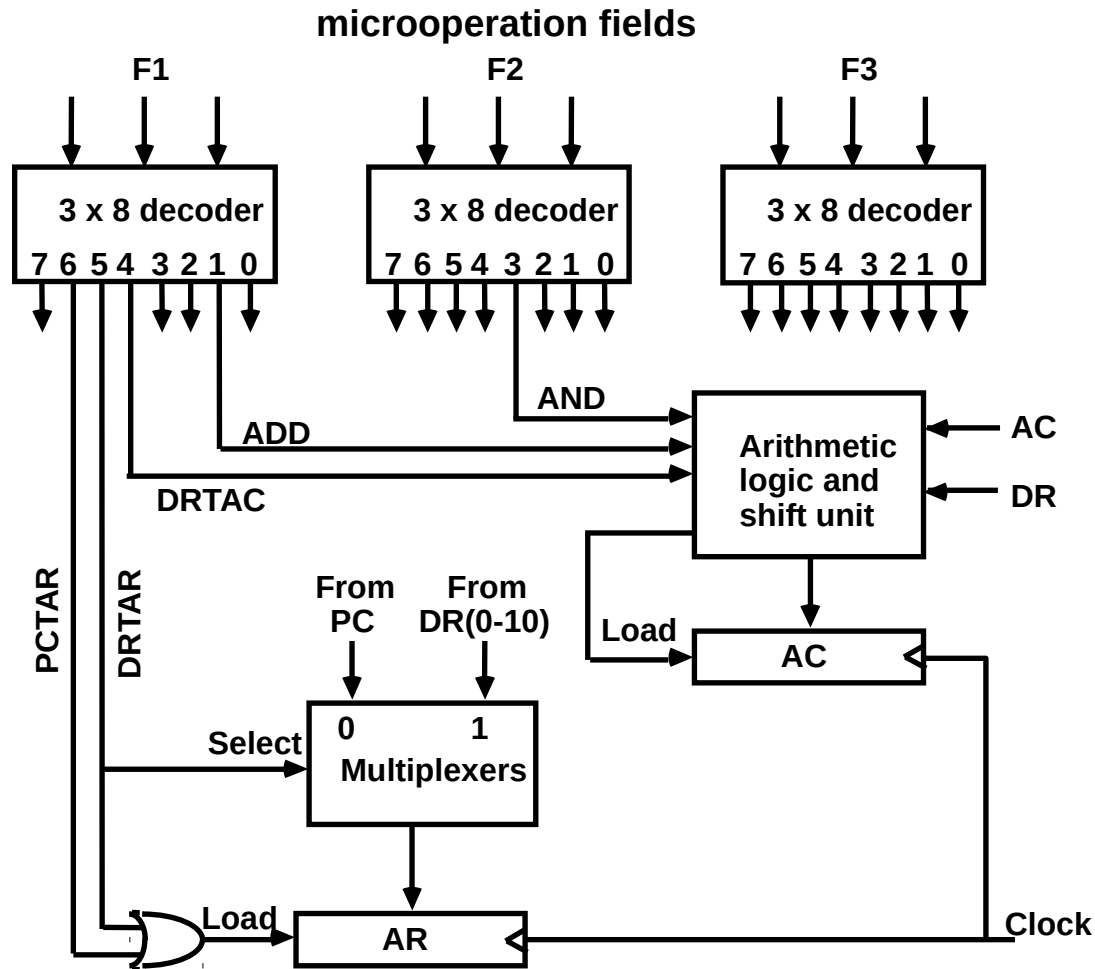 microoperation fields
F1 F2 F3
3 x 8 decoder 3 x 8 decoder 3 x 8 decoder
7 6 5 4 3 2 1 0 7 6 5 4 3 2 1 0 7 6 5 4 3 2 1 0
AND
ADD
DRTAC
Arithmetic
logic and
shift unit
AC
DR
PCTAR
DRTAR
From
PC
From
DR(0-10)
Load
AC
Select
0 1
Multiplexers
Load
AR
Clock